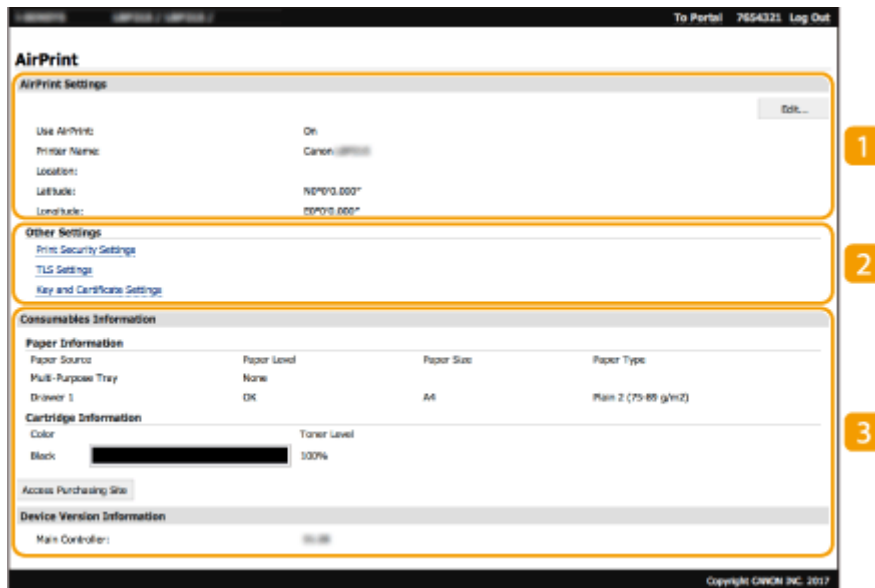 To Portal 7654321 Log Out
AirPrint
AirPrint Settings
Edit...
Use AirPrint: On
Printer Name: Canon
Location:
Latitude: N0°0'0.000"
Longitude: E0°0'0.000"
1
Other Settings
Print Security Settings
TLS Settings
Key and Certificate Settings
2
Consumables Information
Paper Information
Paper Source Paper Level Paper Size Paper Type
Multi-Purpose Tray None
Drawer 1 OK A4 Plain 2 (75-89 g/m2)
Cartridge Information
Color Toner Level
Black 100%
3
Access Purchasing Site
Device Version Information
Main Controller:
Copyright CANON INC. 2017